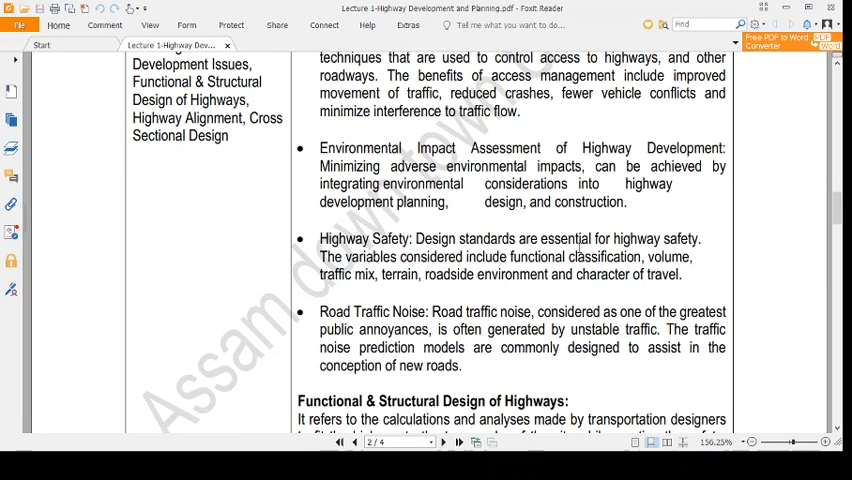 Lecture 1-Highway Development and Planning.pdf - Foxit Reader
File Home Comment View Form Protect Share Connect Help Extras Tell me what you want to do... Find
Start Lecture 1-Highway Dev... Free PDF to Word Converter PDF Word
Development Issues,
Functional & Structural
Design of Highways,
Highway Alignment, Cross
Sectional Design
techniques that are used to control access to highways, and other
roadways. The benefits of access management include improved
movement of traffic, reduced crashes, fewer vehicle conflicts and
minimize interference to traffic flow.
Environmental Impact Assessment of Highway Development:
Minimizing adverse environmental impacts, can be achieved by
integrating environmental considerations into highway
development planning, design, and construction.
Highway Safety: Design standards are essential for highway safety.
The variables considered include functional classification, volume,
traffic mix, terrain, roadside environment and character of travel.
Road Traffic Noise: Road traffic noise, considered as one of the greatest
public annoyances, is often generated by unstable traffic. The traffic
noise prediction models are commonly designed to assist in the
conception of new roads.
Functional & Structural Design of Highways:
It refers to the calculations and analyses made by transportation designers
Assam down town
2 / 4
156.25%